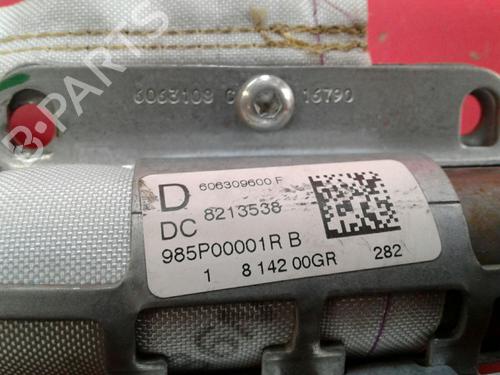 B-PARTS
6063109 C 16790
D 606309600 F
DC 8213538
985P00001R B
1 8 142 00GR 282